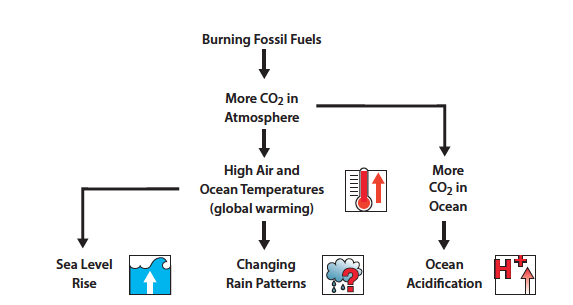 Burning Fossil Fuels
More CO₂ in
Atmosphere
High Air and
Ocean Temperatures
(global warming)
More
CO₂ in
Ocean
Sea Level
Rise
Changing
Rain Patterns
?
Ocean
Acidification
H+